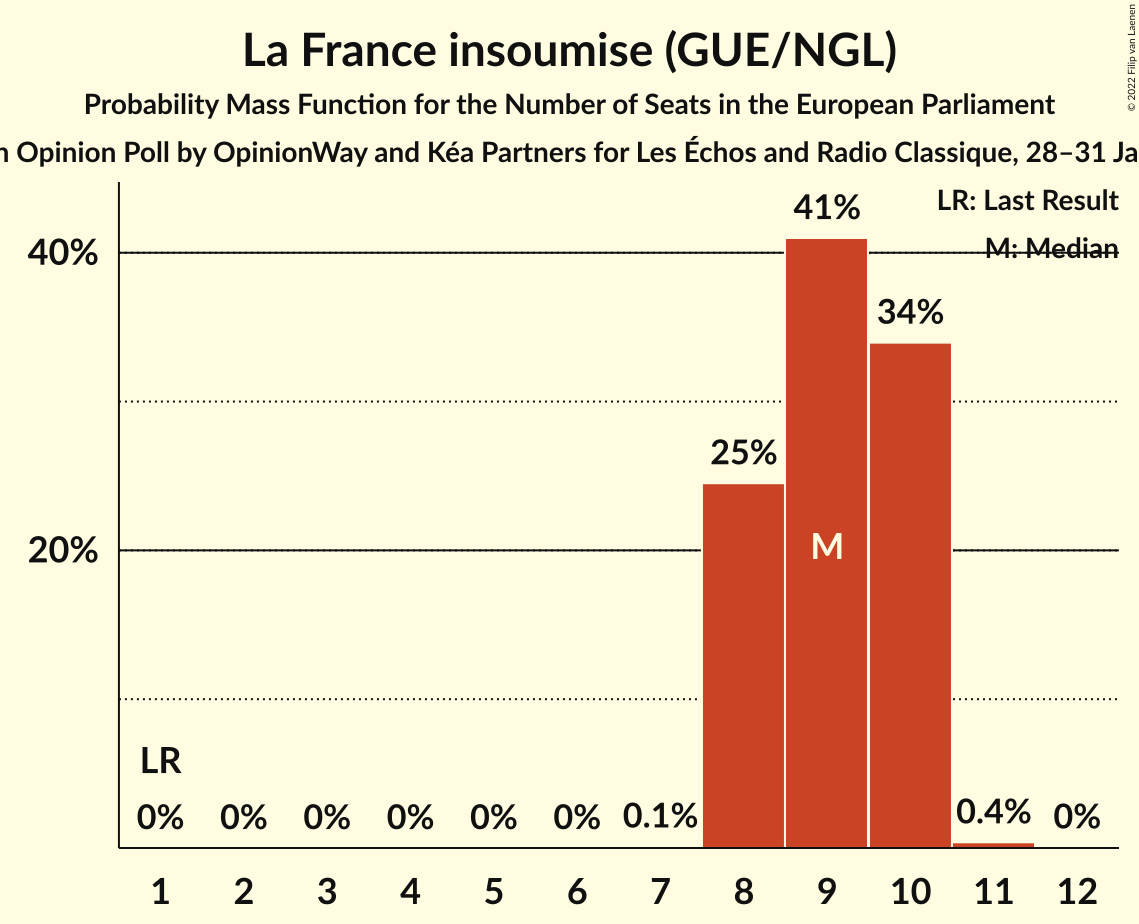 La France insoumise (GUE/NGL)
Probability Mass Function for the Number of Seats in the European Parliament
Opinion Poll by OpinionWay and Kéa Partners for Les Échos and Radio Classique, 28–31
© 2022 Filip van Laenen
LR: Last Result
M: Median
40%
20%
41%
34%
25%
M
LR
0% 0% 0% 0% 0% 0% 0.1% 0.4% 0%
1 2 3 4 5 6 7 8 9 10 11 12